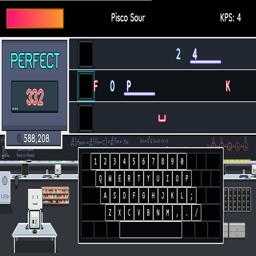 Pisco Sour KPS: 4
PERFECT
332
588,208
2 4
F O P K
1 2 3 4 5 6 7 8 9 0
Q W E R T Y U I O P
A S D F G H J K L ;
Z X C V B N M , . /